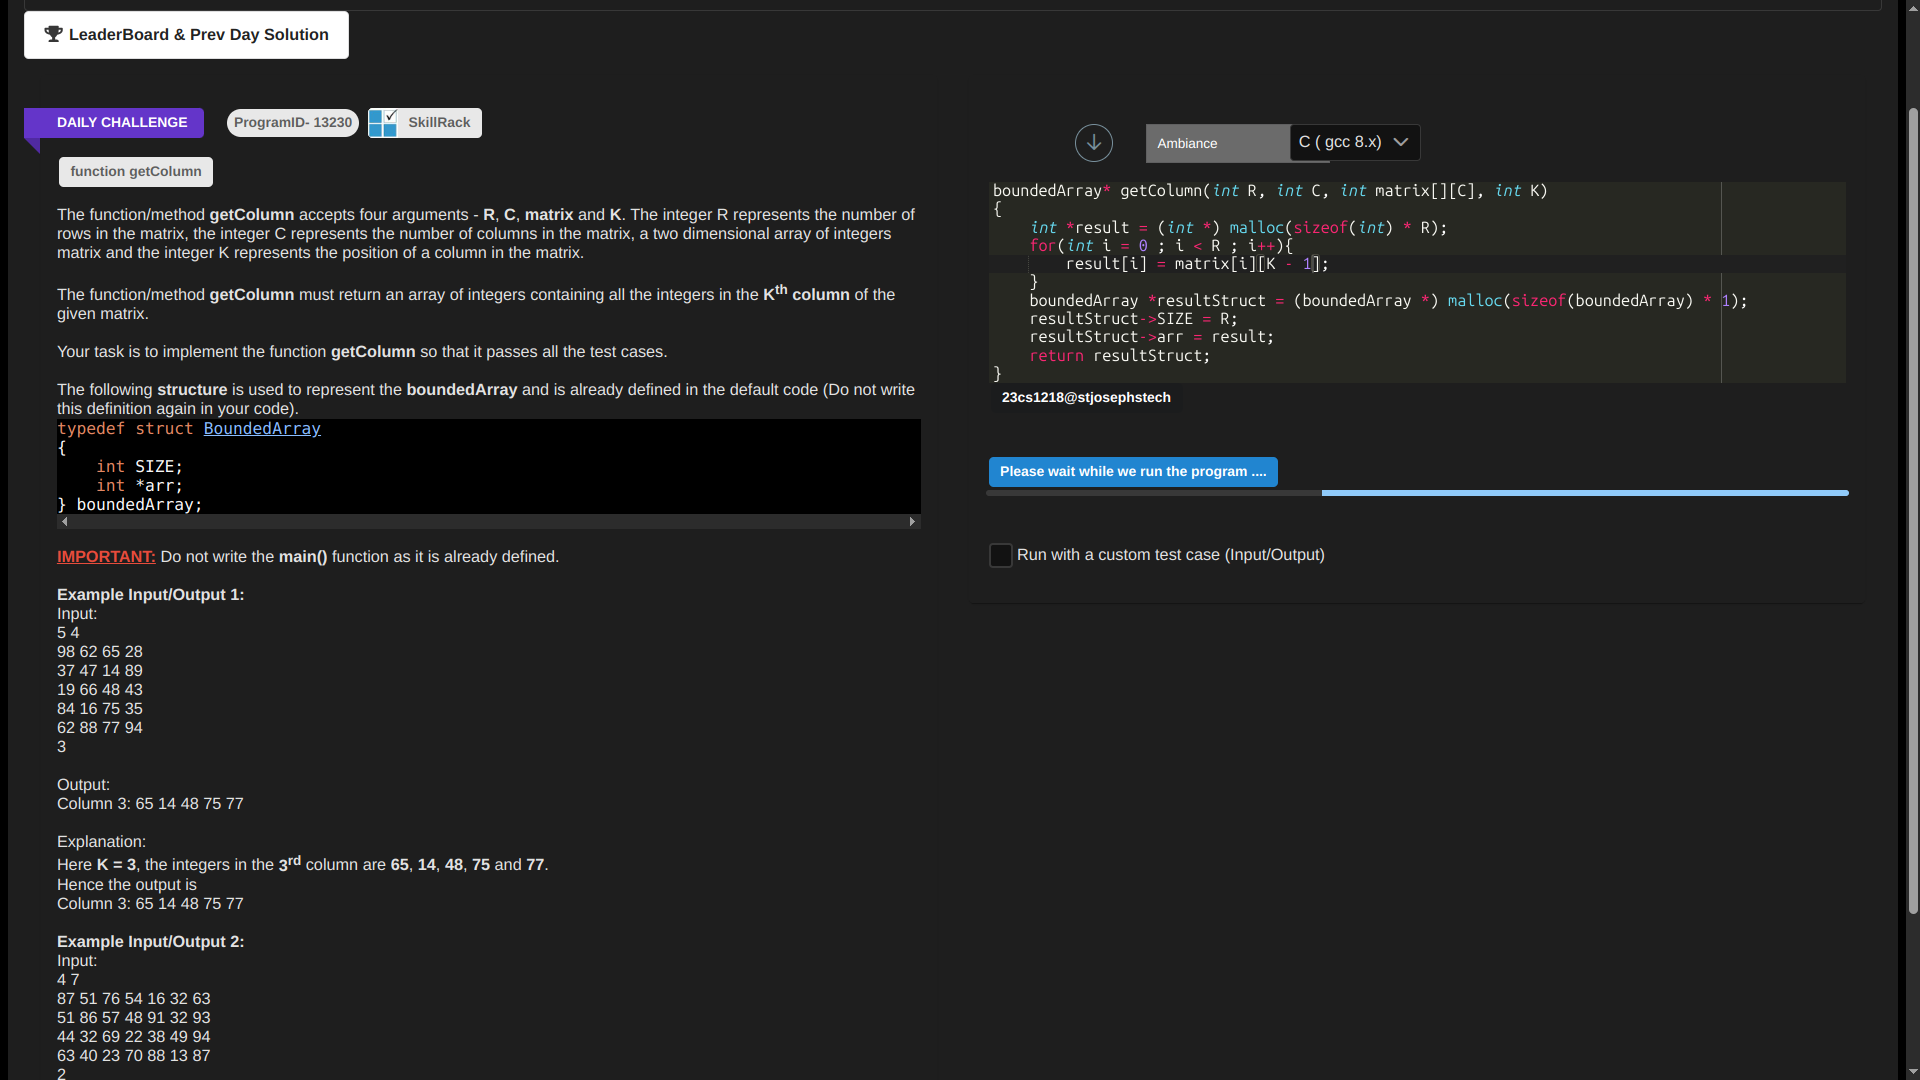 LeaderBoard & Prev Day Solution
DAILY CHALLENGE
ProgramID- 13230
SkillRack
function getColumn
The function/method getColumn accepts four arguments - R, C, matrix and K. The integer R represents the number of
rows in the matrix, the integer C represents the number of columns in the matrix, a two dimensional array of integers
matrix and the integer K represents the position of a column in the matrix.
The function/method getColumn must return an array of integers containing all the integers in the Kth column of the
given matrix.
Your task is to implement the function getColumn so that it passes all the test cases.
The following structure is used to represent the boundedArray and is already defined in the default code (Do not write
this definition again in your code).
typedef struct BoundedArray
{
    int SIZE;
    int *arr;
} boundedArray;
IMPORTANT: Do not write the main() function as it is already defined.
Example Input/Output 1:
Input:
5 4
98 62 65 28
37 47 14 89
19 66 48 43
84 16 75 35
62 88 77 94
3
Output:
Column 3: 65 14 48 75 77
Explanation:
Here K = 3, the integers in the 3rd column are 65, 14, 48, 75 and 77.
Hence the output is
Column 3: 65 14 48 75 77
Example Input/Output 2:
Input:
4 7
87 51 76 54 16 32 63
51 86 57 48 91 32 93
44 32 69 22 38 49 94
63 40 23 70 88 13 87
2
Ambiance
C ( gcc 8.x)
boundedArray* getColumn(int R, int C, int matrix[][C], int K)
{
    int *result = (int *) malloc(sizeof(int) * R);
    for(int i = 0 ; i < R ; i++){
        result[i] = matrix[i][K - 1];
    }
    boundedArray *resultStruct = (boundedArray *) malloc(sizeof(boundedArray) * 1);
    resultStruct->SIZE = R;
    resultStruct->arr = result;
    return resultStruct;
}
23cs1218@stjosephstech
Please wait while we run the program ....
Run with a custom test case (Input/Output)